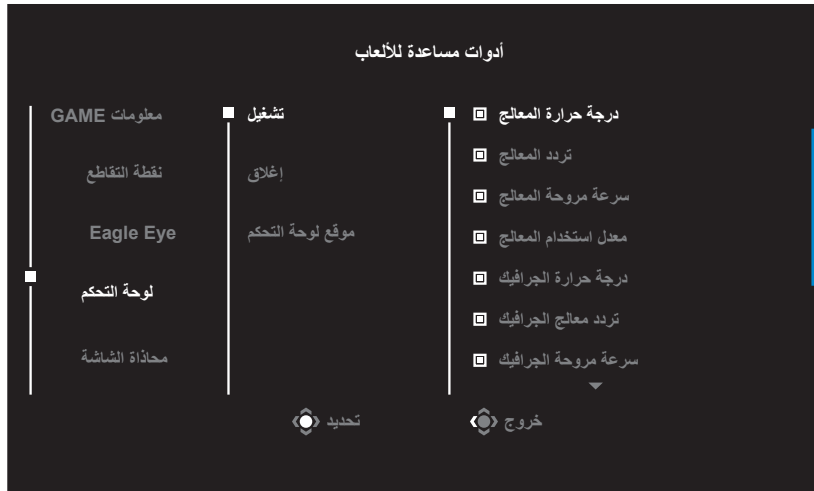 أدوات مساعدة للألعاب
معلومات GAME
نقطة التقاطع
Eagle Eye
لوحة التحكم
محاذاة الشاشة
تشغيل
إغلاق
موقع لوحة التحكم
درجة حرارة المعالج
تردد المعالج
سرعة مروحة المعالج
معدل استخدام المعالج
درجة حرارة الجرافيك
تردد معالج الجرافيك
سرعة مروحة الجرافيك
تحديد
خروج